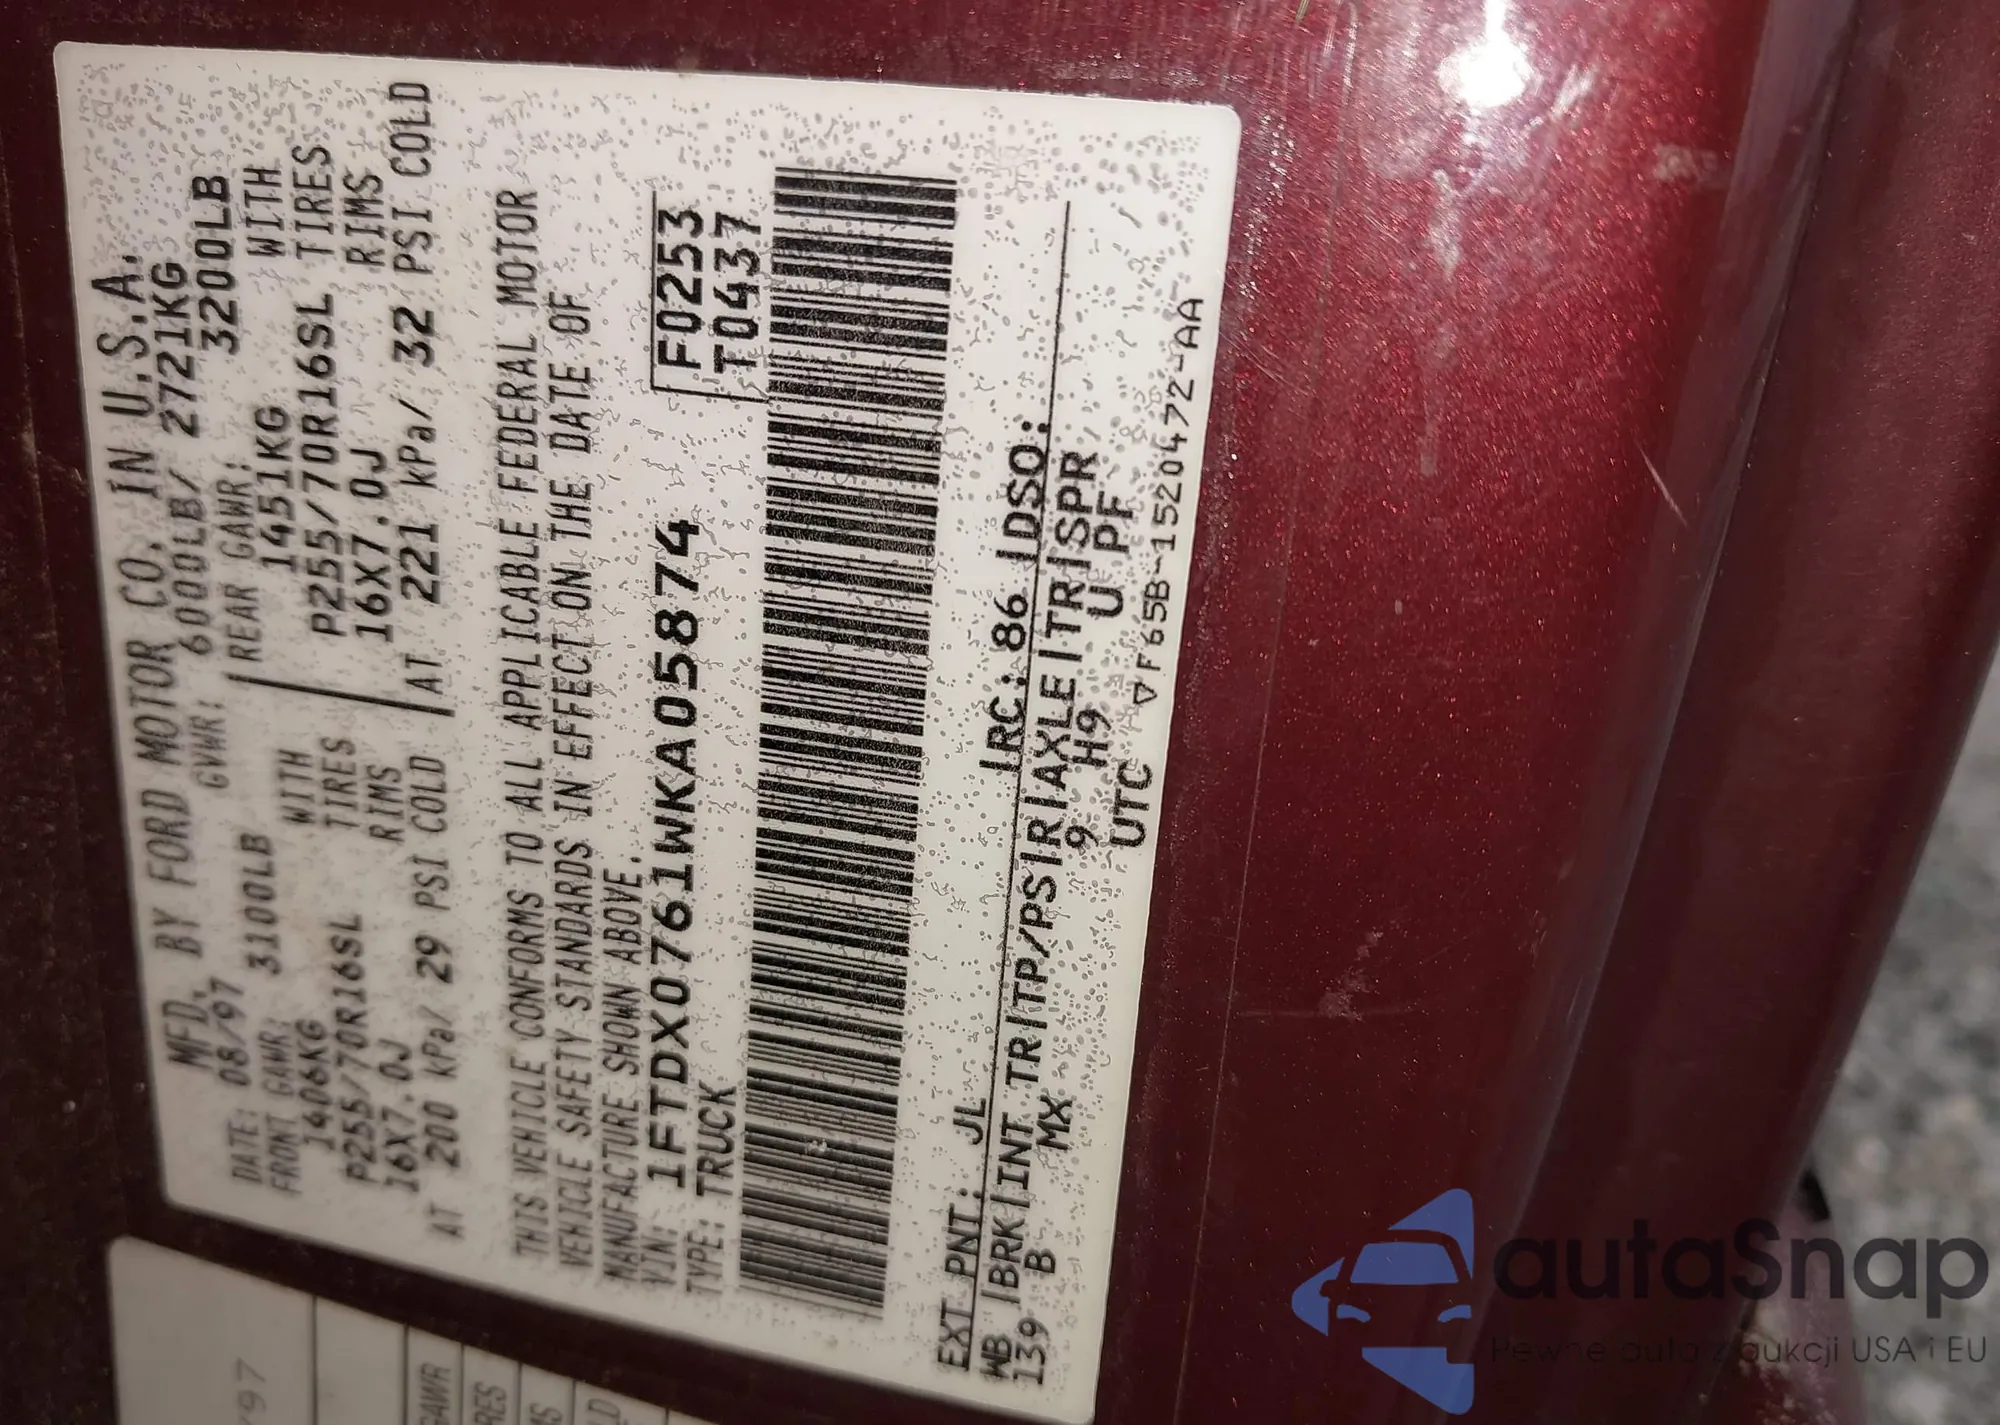 MFD. BY FORD MOTOR CO. IN U.S.A.
DATE: 08/97 GVWR: 6000LB/ 2721KG
FRONT GAWR: 3100LB REAR GAWR: 3200LB
1406KG WITH 1451KG WITH
P255/70R16SL TIRES P255/70R16SL TIRES
16X7.0J RIMS 16X7.0J RIMS
AT 200 kPa/ 29 PSI COLD AT 221 kPa/ 32 PSI COLD
THIS VEHICLE CONFORMS TO ALL APPLICABLE FEDERAL MOTOR
VEHICLE SAFETY STANDARDS IN EFFECT ON THE DATE OF
MANUFACTURE SHOWN ABOVE.
VIN: 1FTDX0761WKA05874 F0253
TYPE: TRUCK T0437
EXT PNT: JL RC: 86 DSO:
WB BRK INT TR TP/PS R AXLE TR SPR
139 B MX 9 H9 U PF
UTC ▽F65B-1520472-AA
/97
GAWR
autaSnap
Pewne auta z aukcji USA i EU